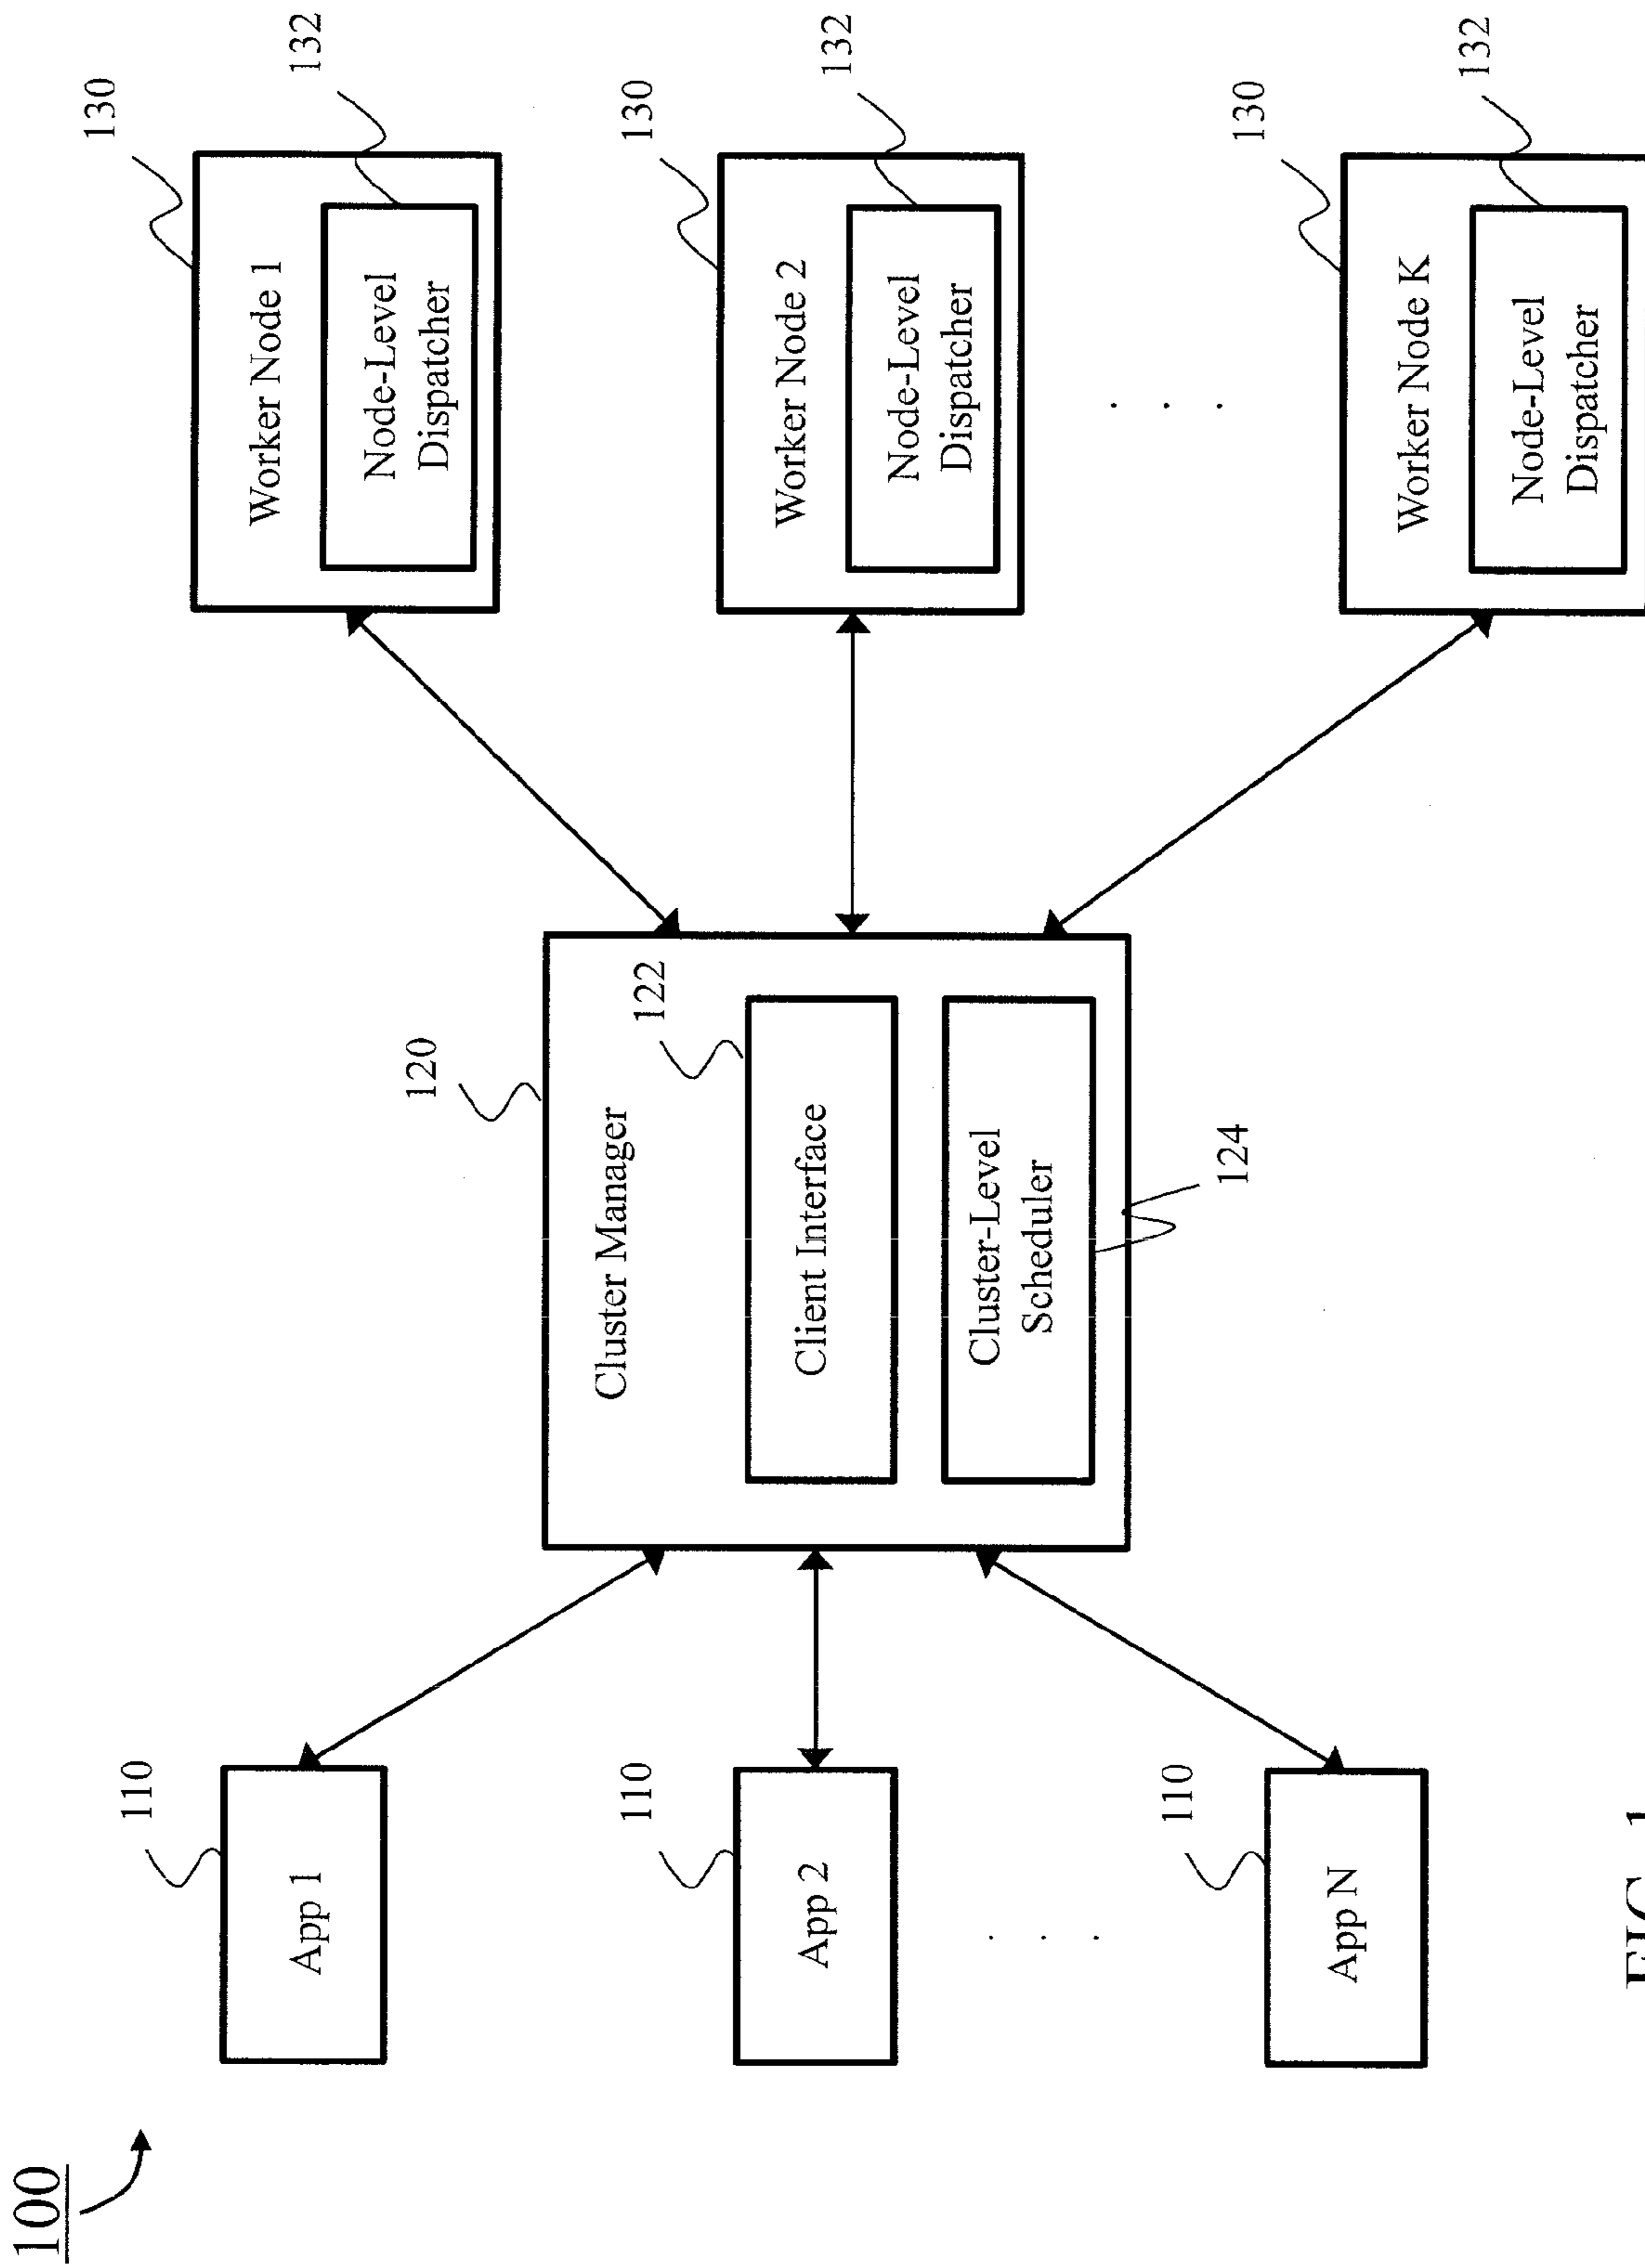 100
110
App 1
110
App 2
. . .
110
App N
120
Cluster Manager
122
Client Interface
Cluster-Level
Scheduler
124
130
132
Worker Node 1
Node-Level
Dispatcher
130
132
Worker Node 2
Node-Level
Dispatcher
. . .
130
132
Worker Node K
Node-Level
Dispatcher
FIG. 1